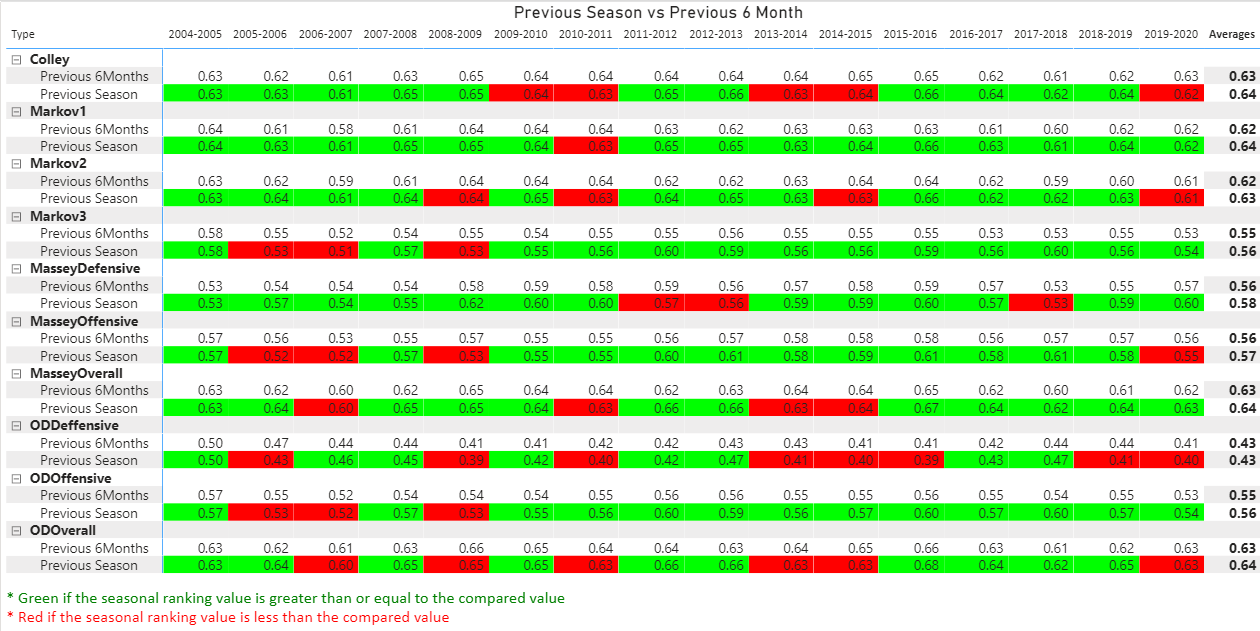 Previous Season vs Previous 6 Month
Type 2004-2005 2005-2006 2006-2007 2007-2008 2008-2009 2009-2010 2010-2011 2011-2012 2012-2013 2013-2014 2014-2015 2015-2016 2016-2017 2017-2018 2018-2019 2019-2020 Averages
Colley
Previous 6Months 0.63 0.62 0.61 0.63 0.65 0.64 0.64 0.64 0.64 0.64 0.65 0.65 0.62 0.61 0.62 0.63 0.63
Previous Season 0.63 0.63 0.61 0.65 0.65 0.64 0.63 0.65 0.66 0.63 0.64 0.66 0.64 0.62 0.64 0.62 0.64
Markov1
Previous 6Months 0.64 0.61 0.58 0.61 0.64 0.64 0.64 0.63 0.62 0.63 0.63 0.63 0.61 0.60 0.62 0.62 0.62
Previous Season 0.64 0.63 0.61 0.65 0.65 0.64 0.63 0.65 0.65 0.63 0.64 0.66 0.63 0.61 0.64 0.62 0.64
Markov2
Previous 6Months 0.63 0.62 0.59 0.61 0.64 0.64 0.64 0.62 0.62 0.63 0.64 0.64 0.62 0.59 0.60 0.61 0.62
Previous Season 0.63 0.64 0.61 0.64 0.64 0.65 0.63 0.64 0.65 0.63 0.63 0.66 0.62 0.62 0.63 0.61 0.63
Markov3
Previous 6Months 0.58 0.55 0.52 0.54 0.55 0.54 0.55 0.55 0.56 0.55 0.55 0.55 0.53 0.53 0.55 0.53 0.55
Previous Season 0.58 0.53 0.51 0.57 0.53 0.55 0.56 0.60 0.59 0.56 0.56 0.59 0.56 0.60 0.56 0.54 0.56
MasseyDefensive
Previous 6Months 0.53 0.54 0.54 0.54 0.58 0.59 0.58 0.59 0.56 0.57 0.58 0.59 0.57 0.53 0.55 0.57 0.56
Previous Season 0.53 0.57 0.54 0.55 0.62 0.60 0.60 0.57 0.56 0.59 0.59 0.60 0.57 0.53 0.59 0.60 0.58
MasseyOffensive
Previous 6Months 0.57 0.56 0.53 0.55 0.57 0.55 0.55 0.56 0.57 0.58 0.58 0.58 0.56 0.57 0.57 0.56 0.56
Previous Season 0.57 0.52 0.52 0.57 0.53 0.55 0.55 0.60 0.61 0.58 0.59 0.61 0.58 0.61 0.58 0.55 0.57
MasseyOverall
Previous 6Months 0.63 0.62 0.60 0.62 0.65 0.64 0.64 0.62 0.63 0.64 0.64 0.65 0.62 0.60 0.61 0.62 0.63
Previous Season 0.63 0.64 0.60 0.65 0.65 0.64 0.63 0.66 0.66 0.63 0.64 0.67 0.64 0.62 0.64 0.63 0.64
ODDeffensive
Previous 6Months 0.50 0.47 0.44 0.44 0.41 0.41 0.42 0.42 0.43 0.43 0.41 0.41 0.42 0.44 0.44 0.41 0.43
Previous Season 0.50 0.43 0.46 0.45 0.39 0.42 0.40 0.42 0.47 0.41 0.40 0.39 0.43 0.47 0.41 0.40 0.43
ODOffensive
Previous 6Months 0.57 0.55 0.52 0.54 0.54 0.54 0.55 0.56 0.56 0.55 0.55 0.56 0.55 0.54 0.55 0.53 0.55
Previous Season 0.57 0.53 0.52 0.57 0.53 0.55 0.56 0.60 0.59 0.56 0.57 0.60 0.57 0.60 0.57 0.54 0.56
ODOverall
Previous 6Months 0.63 0.62 0.61 0.63 0.66 0.65 0.64 0.64 0.63 0.64 0.65 0.66 0.63 0.61 0.62 0.63 0.63
Previous Season 0.63 0.64 0.60 0.65 0.65 0.65 0.63 0.66 0.66 0.63 0.63 0.68 0.64 0.62 0.65 0.63 0.64
* Green if the seasonal ranking value is greater than or equal to the compared value
* Red if the seasonal ranking value is less than the compared value